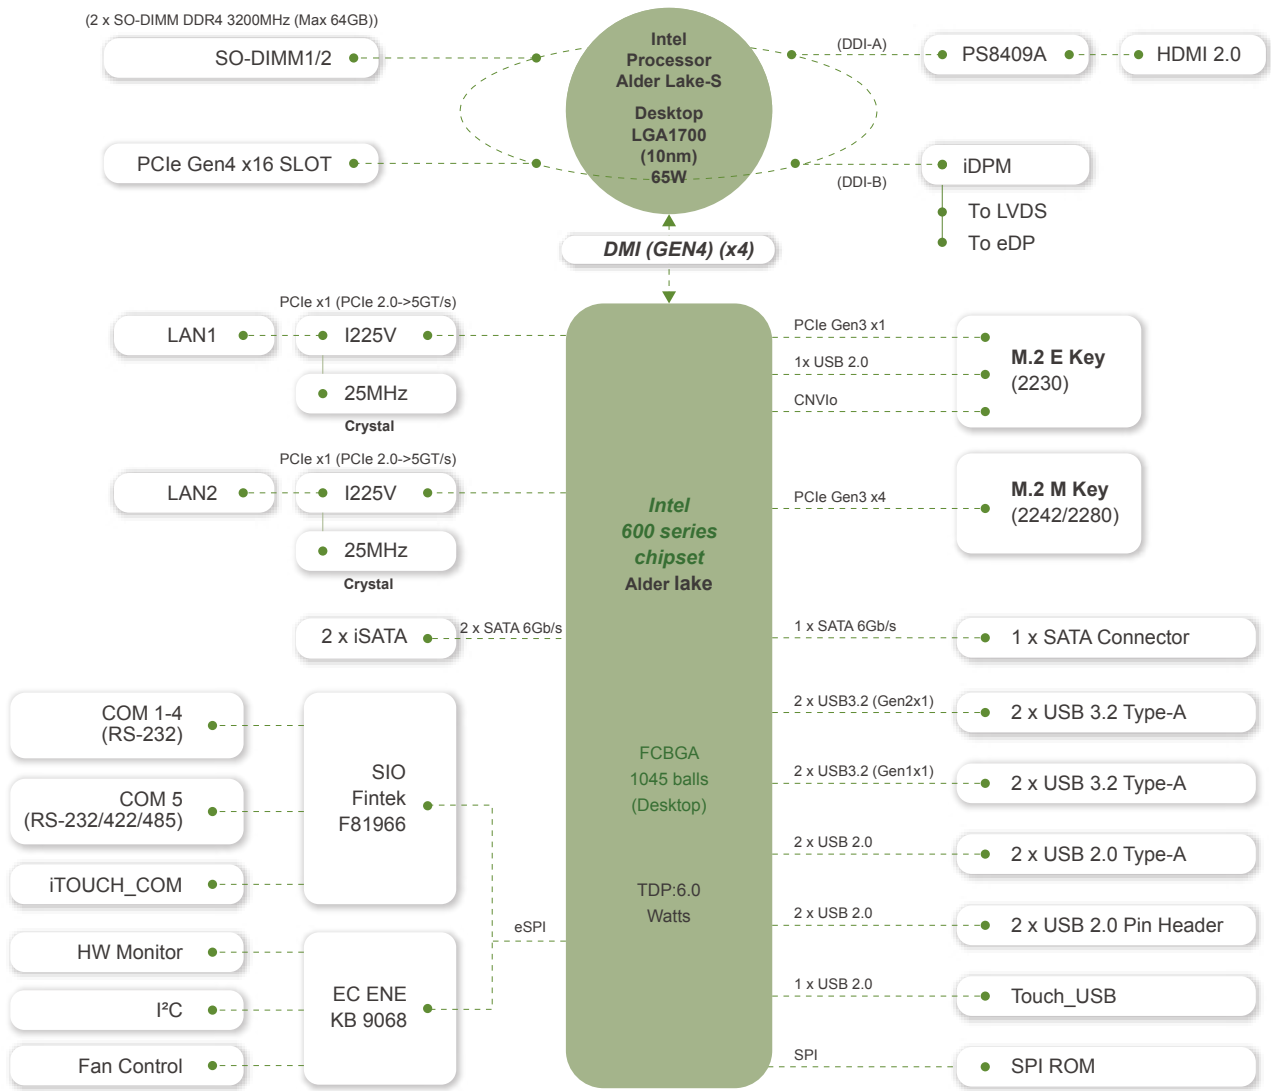 (2 x SO-DIMM DDR4 3200MHz (Max 64GB))
SO-DIMM1/2
PCIe Gen4 x16 SLOT
Intel
Processor
Alder Lake-S
Desktop
LGA1700
(10nm)
65W
(DDI-A)
PS8409A
HDMI 2.0
(DDI-B)
iDPM
To LVDS
To eDP
DMI (GEN4) (x4)
PCIe x1 (PCIe 2.0->5GT/s)
LAN1
I225V
25MHz
Crystal
PCIe x1 (PCIe 2.0->5GT/s)
LAN2
I225V
25MHz
Crystal
2 x iSATA
2 x SATA 6Gb/s
COM 1-4
(RS-232)
COM 5
(RS-232/422/485)
iTOUCH_COM
SIO
Fintek
F81966
HW Monitor
I²C
Fan Control
EC ENE
KB 9068
eSPI
Intel
600 series
chipset
Alder lake
FCBGA
1045 balls
(Desktop)
TDP:6.0
Watts
PCIe Gen3 x1
1x USB 2.0
CNVIo
M.2 E Key
(2230)
PCIe Gen3 x4
M.2 M Key
(2242/2280)
1 x SATA 6Gb/s
1 x SATA Connector
2 x USB3.2 (Gen2x1)
2 x USB 3.2 Type-A
2 x USB3.2 (Gen1x1)
2 x USB 3.2 Type-A
2 x USB 2.0
2 x USB 2.0 Type-A
2 x USB 2.0
2 x USB 2.0 Pin Header
1 x USB 2.0
Touch_USB
SPI
SPI ROM